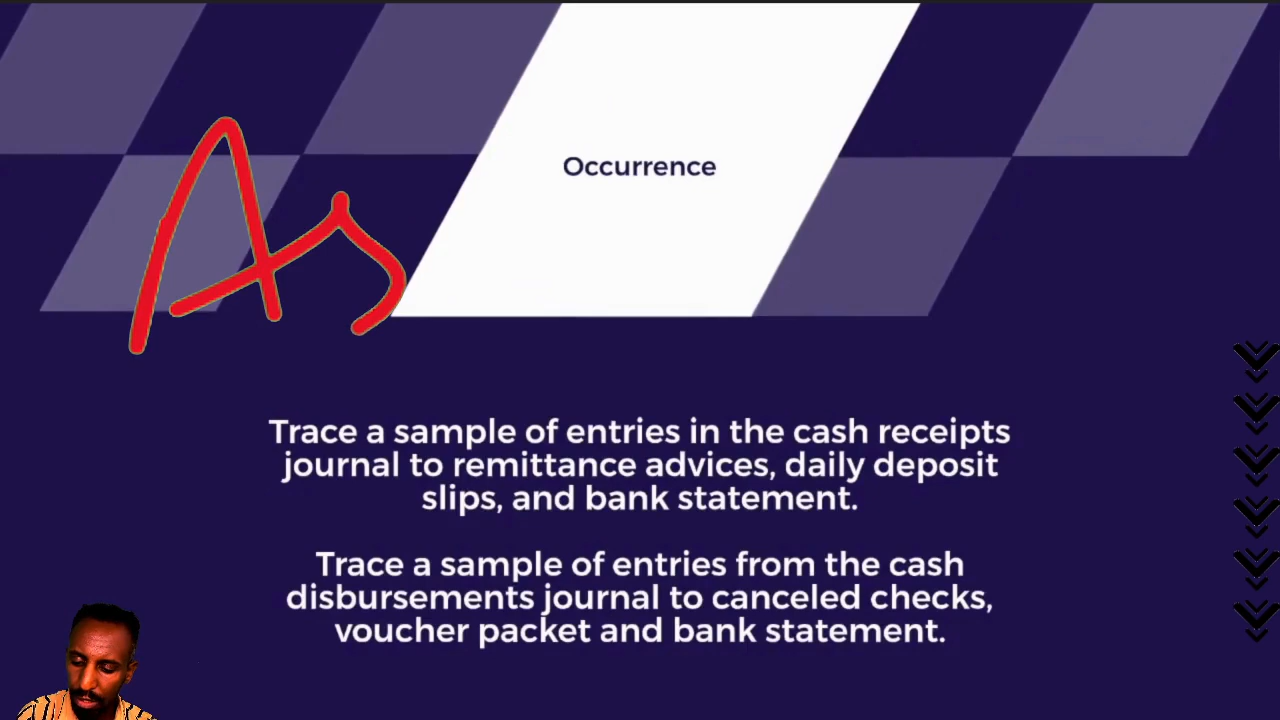 Occurrence
As
Trace a sample of entries in the cash receipts
journal to remittance advices, daily deposit
slips, and bank statement.
Trace a sample of entries from the cash
disbursements journal to canceled checks,
voucher packet and bank statement.